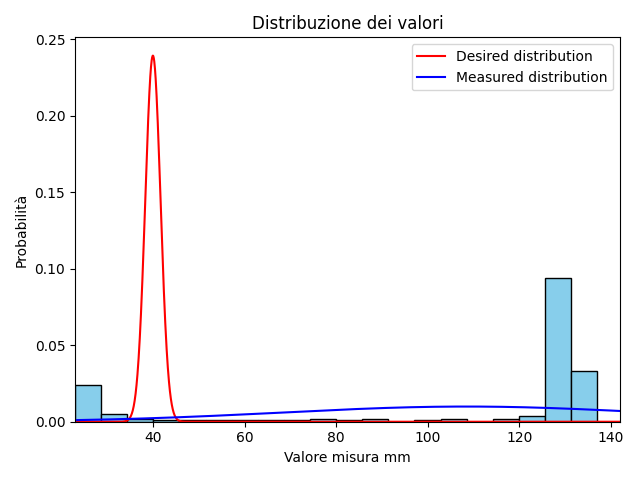 Distribuzione dei valori
0.25
0.20
0.15
0.10
0.05
0.00
Probabilità
Desired distribution
Measured distribution
40 60 80 100 120 140
Valore misura mm